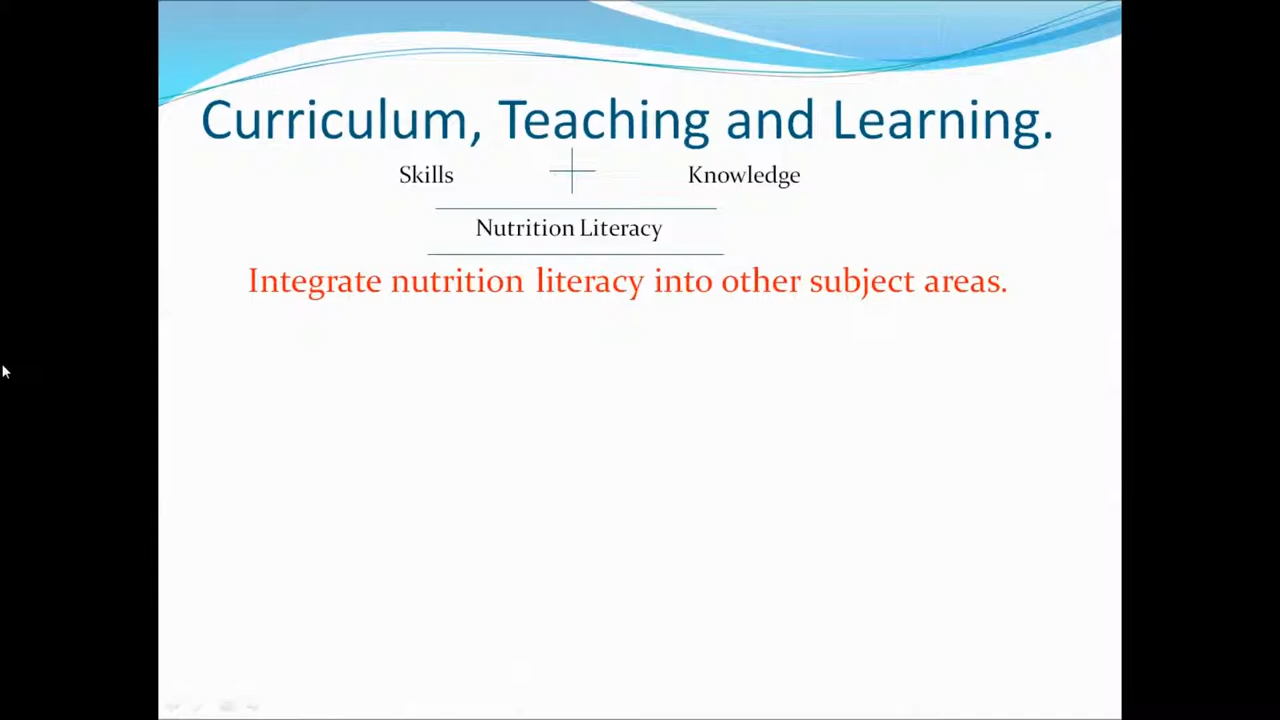 Curriculum, Teaching and Learning.
Skills Knowledge
Nutrition Literacy
Integrate nutrition literacy into other subject areas.